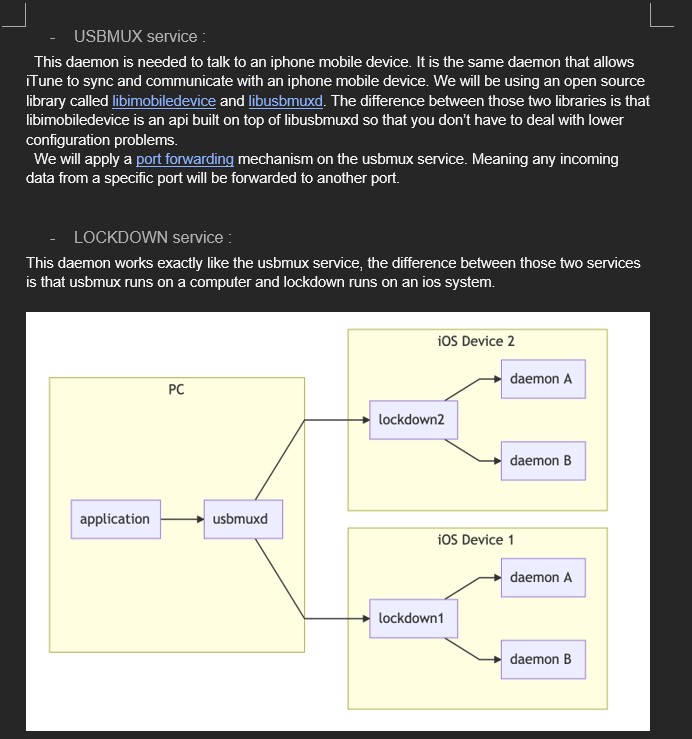 - USBMUX service :
This daemon is needed to talk to an iphone mobile device. It is the same daemon that allows
iTune to sync and communicate with an iphone mobile device. We will be using an open source
library called libimobiledevice and libusbmuxd. The difference between those two libraries is that
libimobiledevice is an api built on top of libusbmuxd so that you don’t have to deal with lower
configuration problems.
We will apply a port forwarding mechanism on the usbmux service. Meaning any incoming
data from a specific port will be forwarded to another port.
- LOCKDOWN service :
This daemon works exactly like the usbmux service, the difference between those two services
is that usbmux runs on a computer and lockdown runs on an ios system.
iOS Device 2
daemon A
PC
lockdown2
daemon B
application
usbmuxd
iOS Device 1
daemon A
lockdown1
daemon B